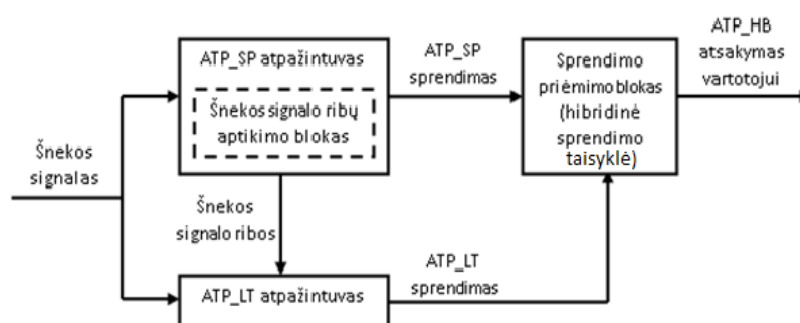 Šnekos
signalas
ATP_SP atpažintuvas
Šnekos signalo ribų
aptikimo blokas
Šnekos
signalo ribos
ATP_LT atpažintuvas
ATP_SP
sprendimas
ATP_LT
sprendimas
Sprendimo
priėmimo blokas
(hibridinė
sprendimo
taisyklė)
ATP_HB
atsakymas
vartotojui